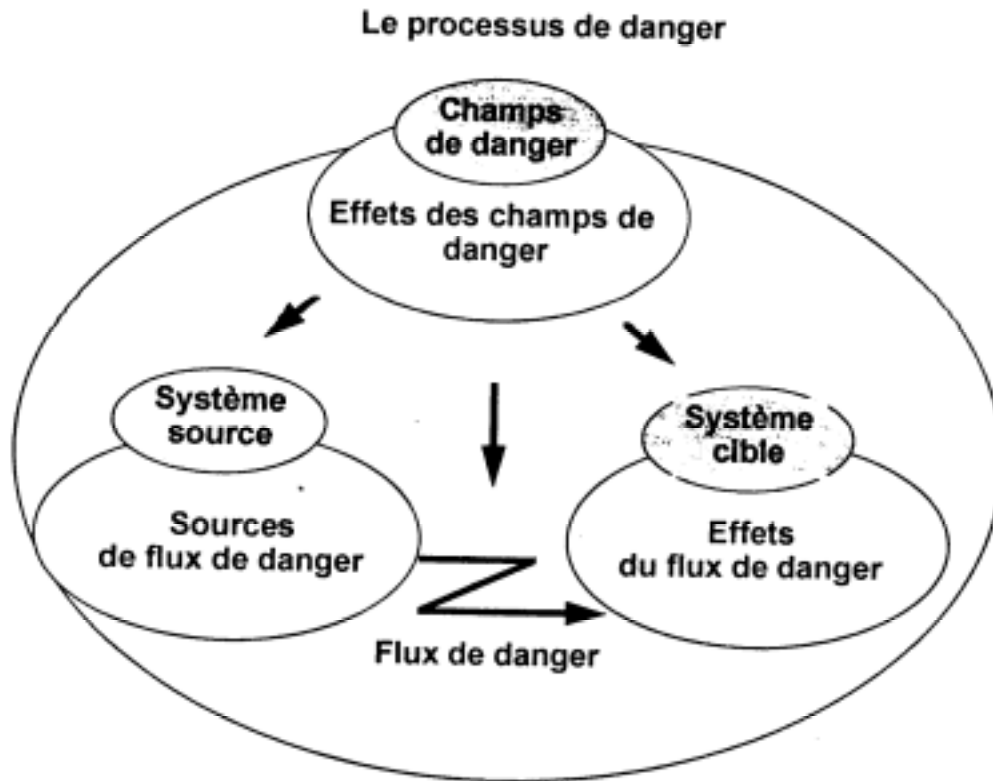 Le processus de danger
Champs
de danger
Effets des champs de
danger
Système
source
Sources
de flux de danger
Système
cible
Effets
du flux de danger
Flux de danger